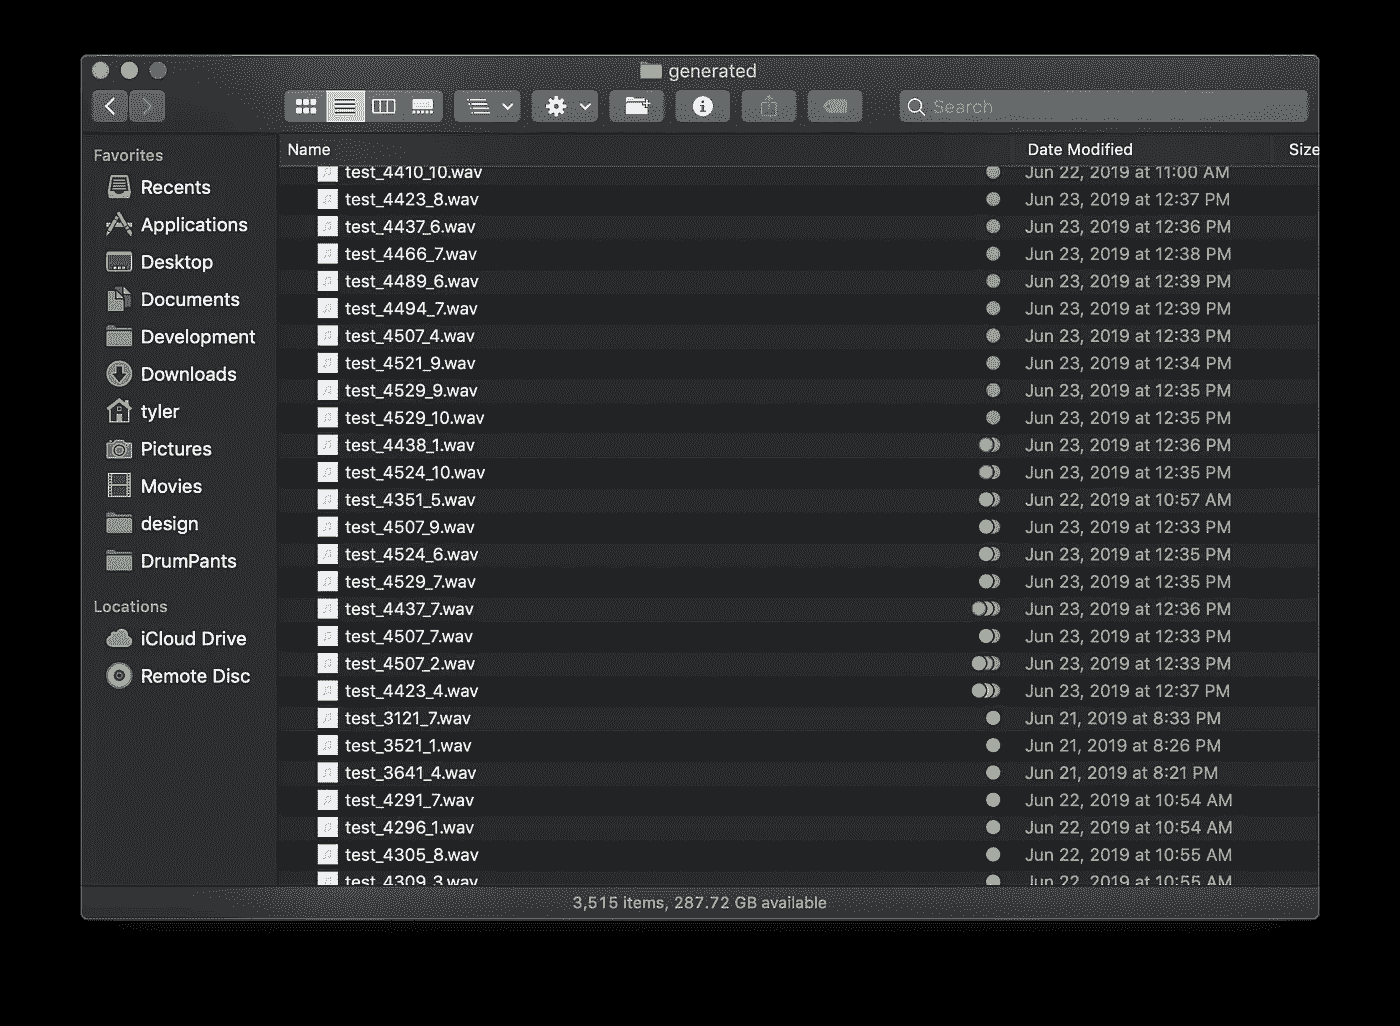 generated
Search
Favorites
Recents
Applications
Desktop
Documents
Development
Downloads
tyler
Pictures
Movies
design
DrumPants
Locations
iCloud Drive
Remote Disc
Name Date Modified Size
test_4410_10.wav Jun 22, 2019 at 11:00 AM
test_4423_8.wav Jun 23, 2019 at 12:37 PM
test_4437_6.wav Jun 23, 2019 at 12:36 PM
test_4466_7.wav Jun 23, 2019 at 12:38 PM
test_4489_6.wav Jun 23, 2019 at 12:39 PM
test_4494_7.wav Jun 23, 2019 at 12:39 PM
test_4507_4.wav Jun 23, 2019 at 12:33 PM
test_4521_9.wav Jun 23, 2019 at 12:34 PM
test_4529_9.wav Jun 23, 2019 at 12:35 PM
test_4529_10.wav Jun 23, 2019 at 12:35 PM
test_4438_1.wav Jun 23, 2019 at 12:36 PM
test_4524_10.wav Jun 23, 2019 at 12:35 PM
test_4351_5.wav Jun 22, 2019 at 10:57 AM
test_4507_9.wav Jun 23, 2019 at 12:33 PM
test_4524_6.wav Jun 23, 2019 at 12:35 PM
test_4529_7.wav Jun 23, 2019 at 12:35 PM
test_4437_7.wav Jun 23, 2019 at 12:36 PM
test_4507_7.wav Jun 23, 2019 at 12:33 PM
test_4507_2.wav Jun 23, 2019 at 12:33 PM
test_4423_4.wav Jun 23, 2019 at 12:37 PM
test_3121_7.wav Jun 21, 2019 at 8:33 PM
test_3521_1.wav Jun 21, 2019 at 8:26 PM
test_3641_4.wav Jun 21, 2019 at 8:21 PM
test_4291_7.wav Jun 22, 2019 at 10:54 AM
test_4296_1.wav Jun 22, 2019 at 10:54 AM
test_4305_8.wav Jun 22, 2019 at 10:55 AM
test_4309_3.wav Jun 22, 2019 at 10:55 AM
3,515 items, 287.72 GB available